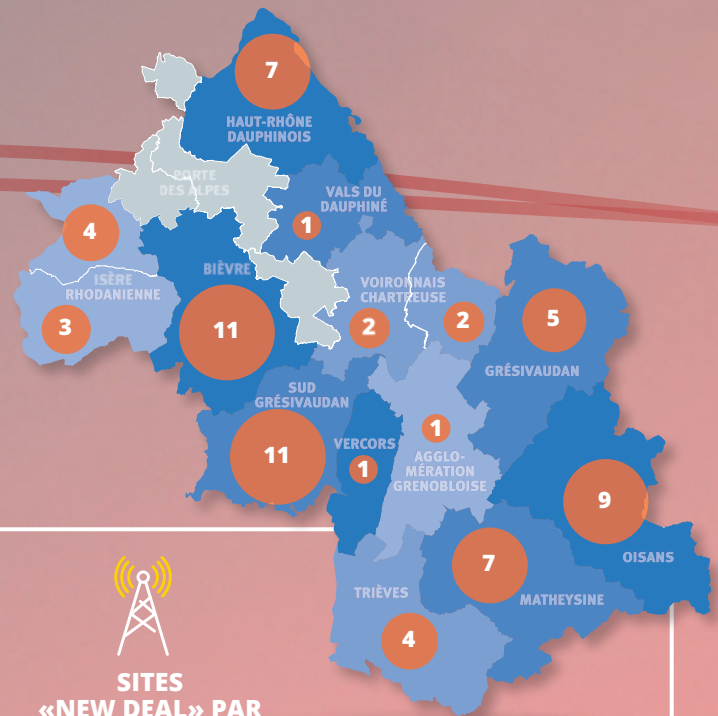 7
HAUT-RHÔNE
DAUPHINOIS
PORTE
DES ALPES
VALS DU
DAUPHINÉ
1
4
ISÈRE
RHODANIENNE
3
BIÈVRE
11
VOIRONNAIS
CHARTREUSE
2
2
5
GRÉSIVAUDAN
SUD
GRÉSIVAUDAN
11
VERCORS
1
1
AGGLO-
MÉRATION
GRENOBLOISE
9
OISANS
7
MATHEYSINE
TRIÈVES
4
SITES
«NEW DEAL» PAR